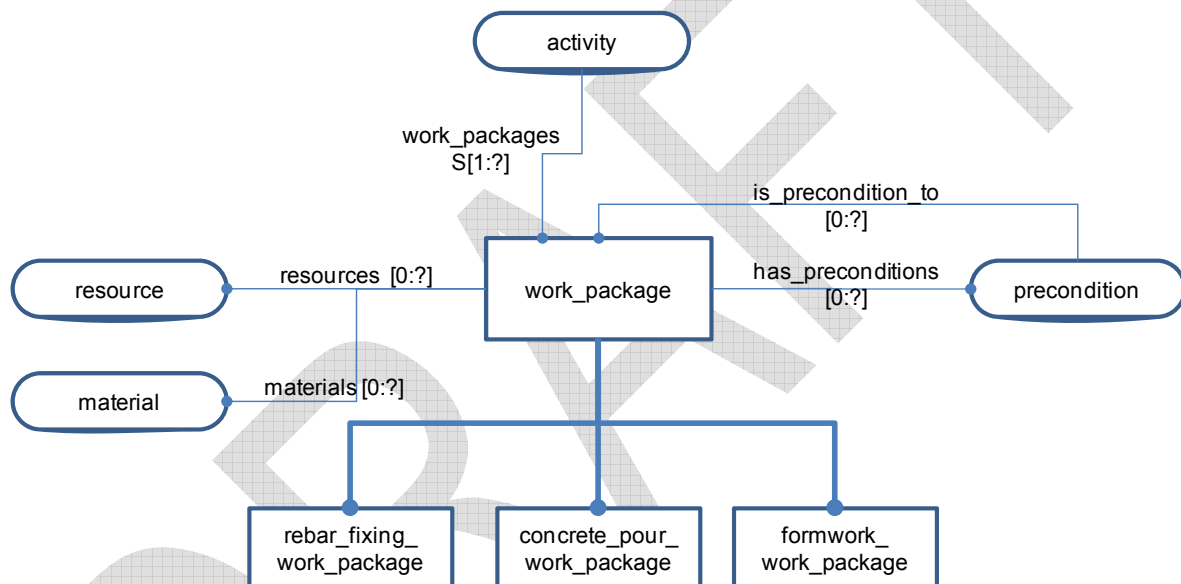 activity
work_packages
S[1:?]
is_precondition_to
[0:?]
resource
resources [0:?]
work_package
has_preconditions
[0:?]
precondition
material
materials [0:?]
rebar_fixing_
work_package
concrete_pour_
work_package
formwork_
work_package